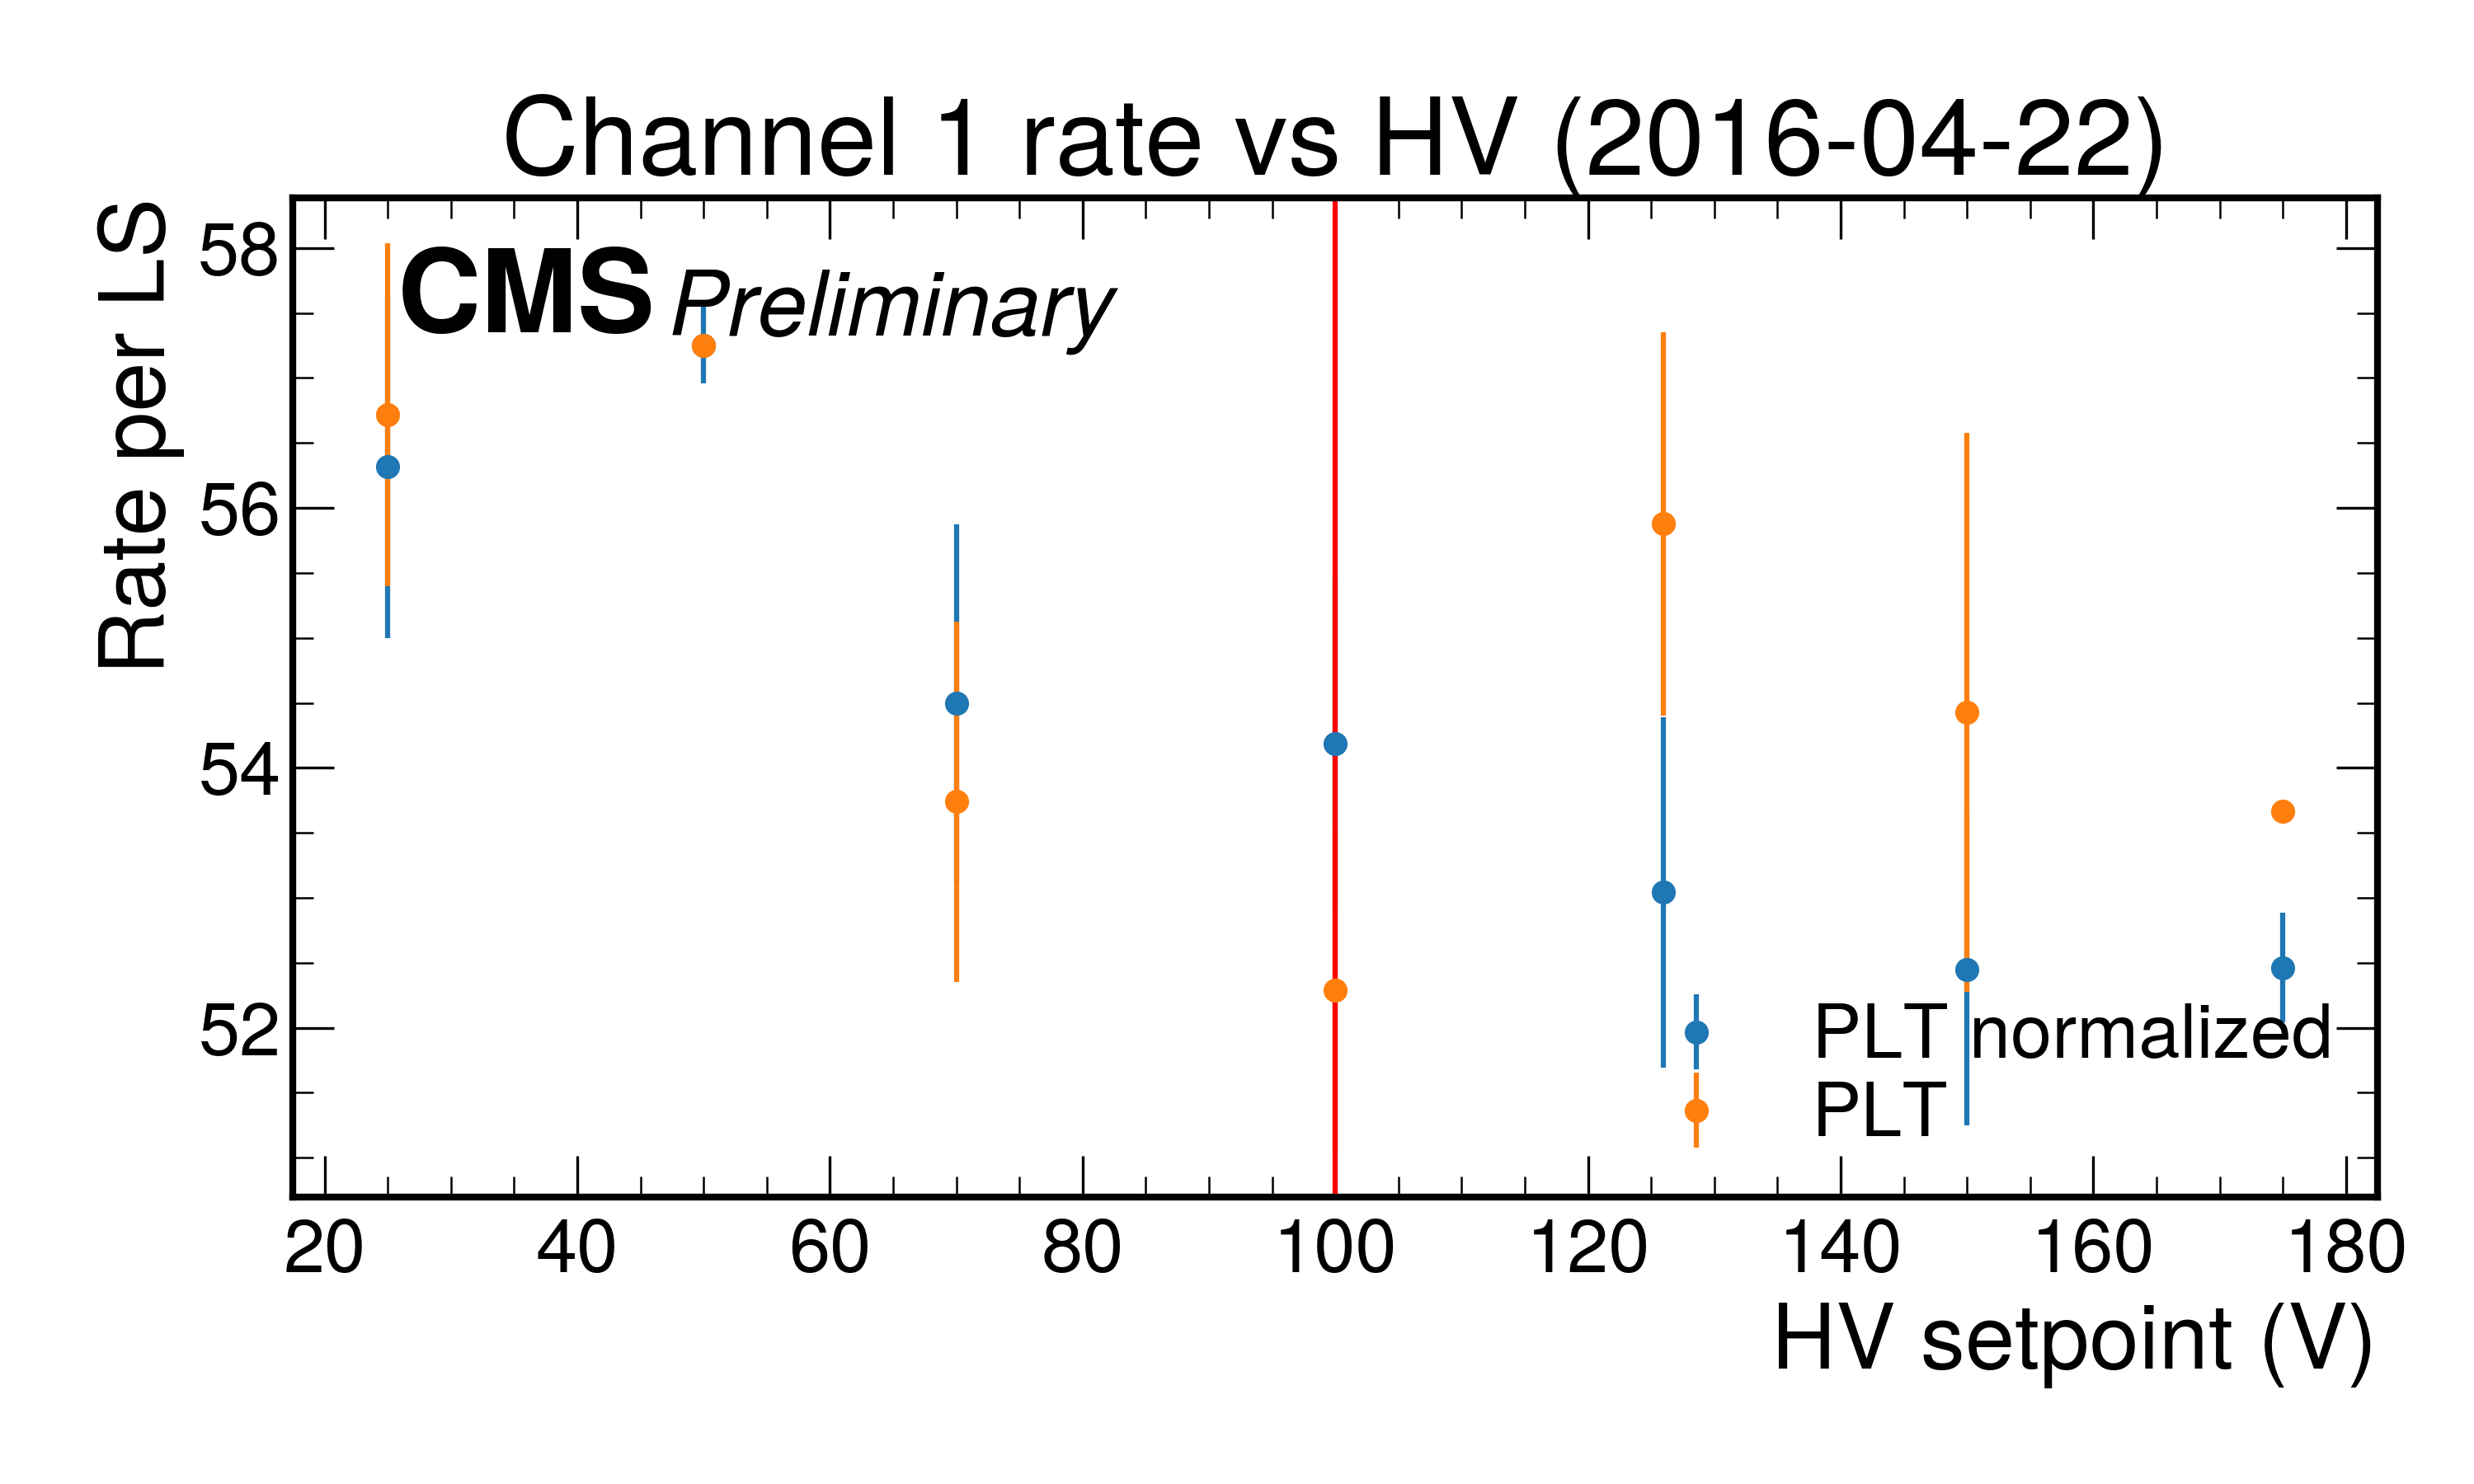 Channel 1 rate vs HV (2016-04-22)
Rate per LS
CMS Preliminary
58
56
54
52
PLT normalized
PLT
20 40 60 80 100 120 140 160 180
HV setpoint (V)